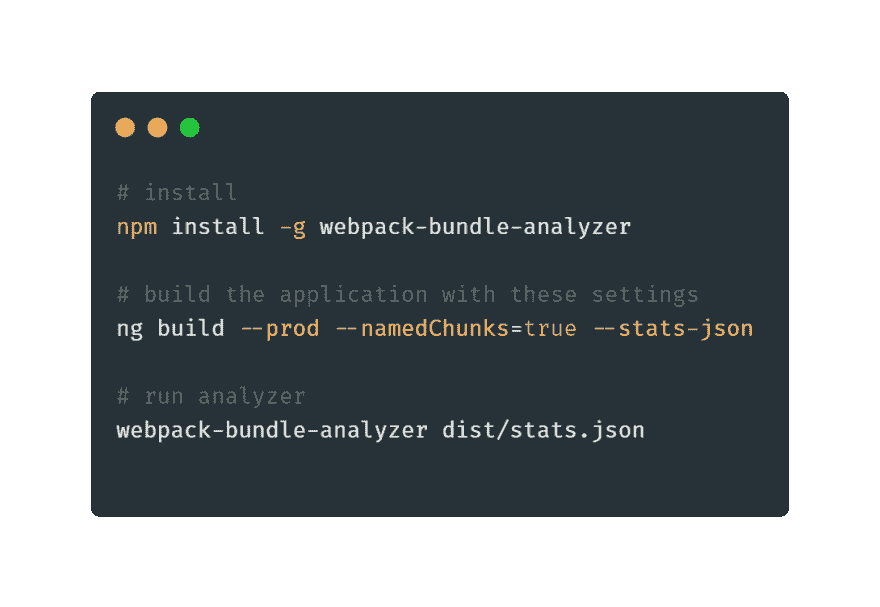 # install
npm install -g webpack-bundle-analyzer
# build the application with these settings
ng build --prod --namedChunks=true --stats-json
# run analyzer
webpack-bundle-analyzer dist/stats.json